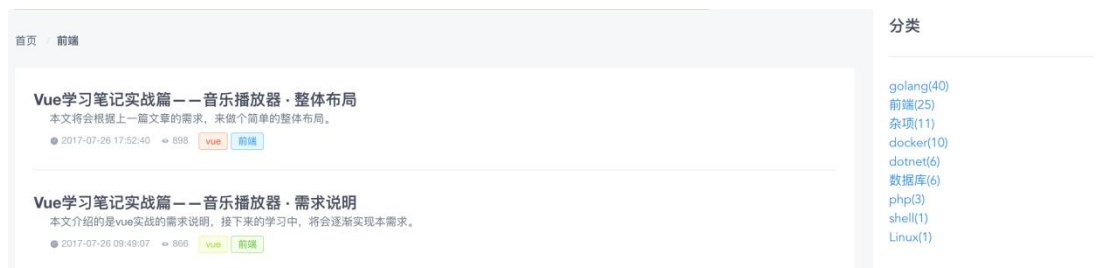 首页 / 前端
Vue学习笔记实战篇——音乐播放器 · 整体布局
本文将会根据上一篇文章的需求，来做个简单的整体布局。
2017-07-26 17:52:40 898 vue 前端
Vue学习笔记实战篇——音乐播放器 · 需求说明
本文介绍的是vue实战的需求说明，接下来的学习中，将会逐渐实现本需求。
2017-07-26 09:49:07 866 vue 前端
分类
golang(40)
前端(25)
杂项(11)
docker(10)
dotnet(6)
数据库(6)
php(3)
shell(1)
Linux(1)